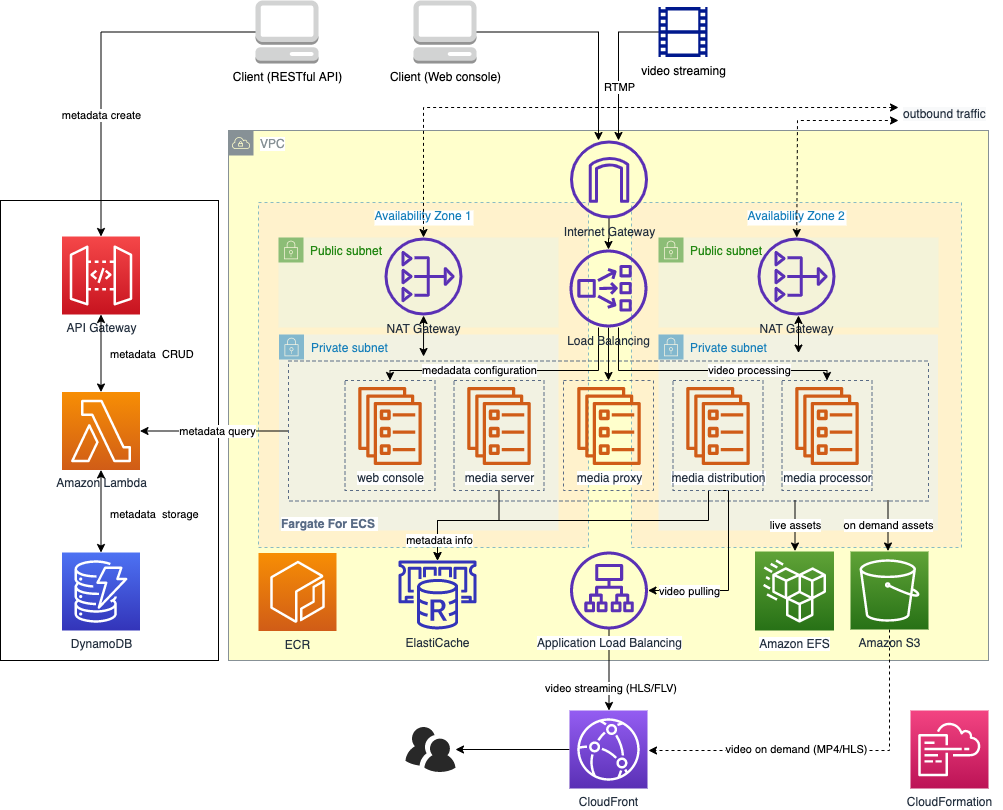 Client (RESTful API)
Client (Web console)
video streaming
RTMP
metadata create
outbound traffic
VPC
Availability Zone 1
Availability Zone 2
Internet Gateway
Public subnet
Public subnet
API Gateway
NAT Gateway
NAT Gateway
Load Balancing
Private subnet
Private subnet
metadata CRUD
medadata configuration
video processing
metadata query
web console
media server
media proxy
media distribution
media processor
Amazon Lambda
metadata storage
Fargate For ECS
live assets
on demand assets
metadata info
R
video pulling
DynamoDB
ECR
ElastiCache
Application Load Balancing
Amazon EFS
Amazon S3
video streaming (HLS/FLV)
video on demand (MP4/HLS)
CloudFront
CloudFormation